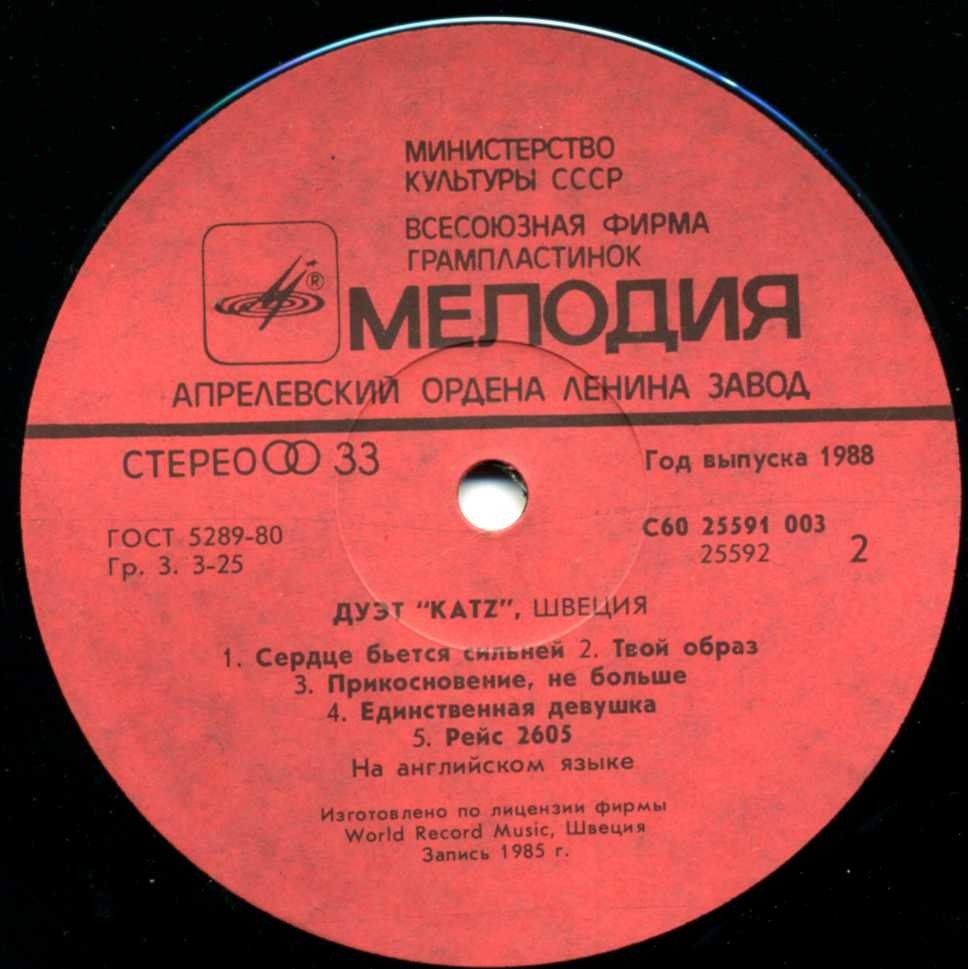 МИНИСТЕРСТВО
КУЛЬТУРЫ СССР
ВСЕСОЮЗНАЯ ФИРМА
ГРАМПЛАСТИНОК
®
МЕЛОДИЯ
АПРЕЛЕВСКИЙ ОРДЕНА ЛЕНИНА ЗАВОД
СТЕРЕО 33
Год выпуска 1988
ГОСТ 5289-80
Гр. 3. 3-25
С60 25591 003
25592 2
ДУЭТ "KATZ", ШВЕЦИЯ
1. Сердце бьется сильней 2. Твой образ
3. Прикосновение, не больше
4. Единственная девушка
5. Рейс 2605
На английском языке
Изготовлено по лицензии фирмы
World Record Music, Швеция
Запись 1985 г.